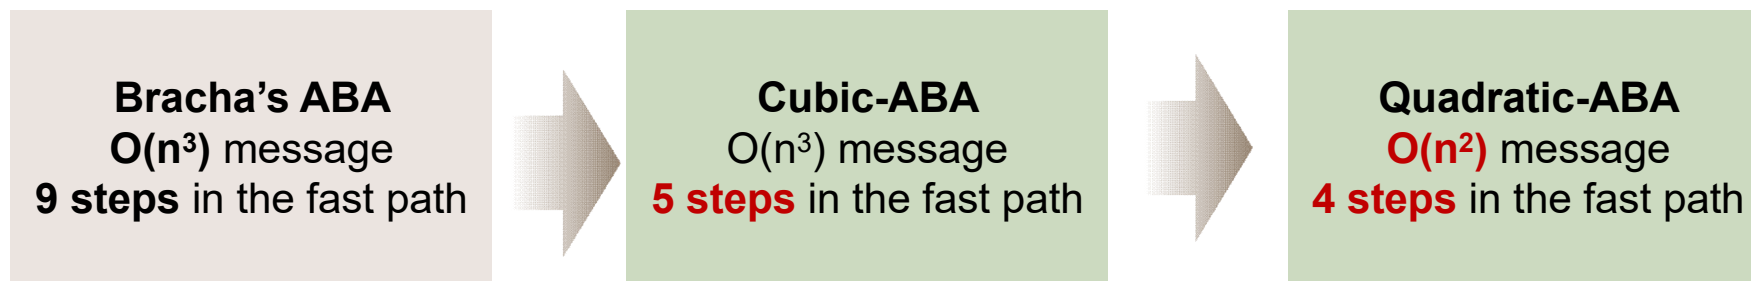 Bracha's ABA
O(n³) message
9 steps in the fast path
Cubic-ABA
O(n³) message
5 steps in the fast path
Quadratic-ABA
O(n²) message
4 steps in the fast path